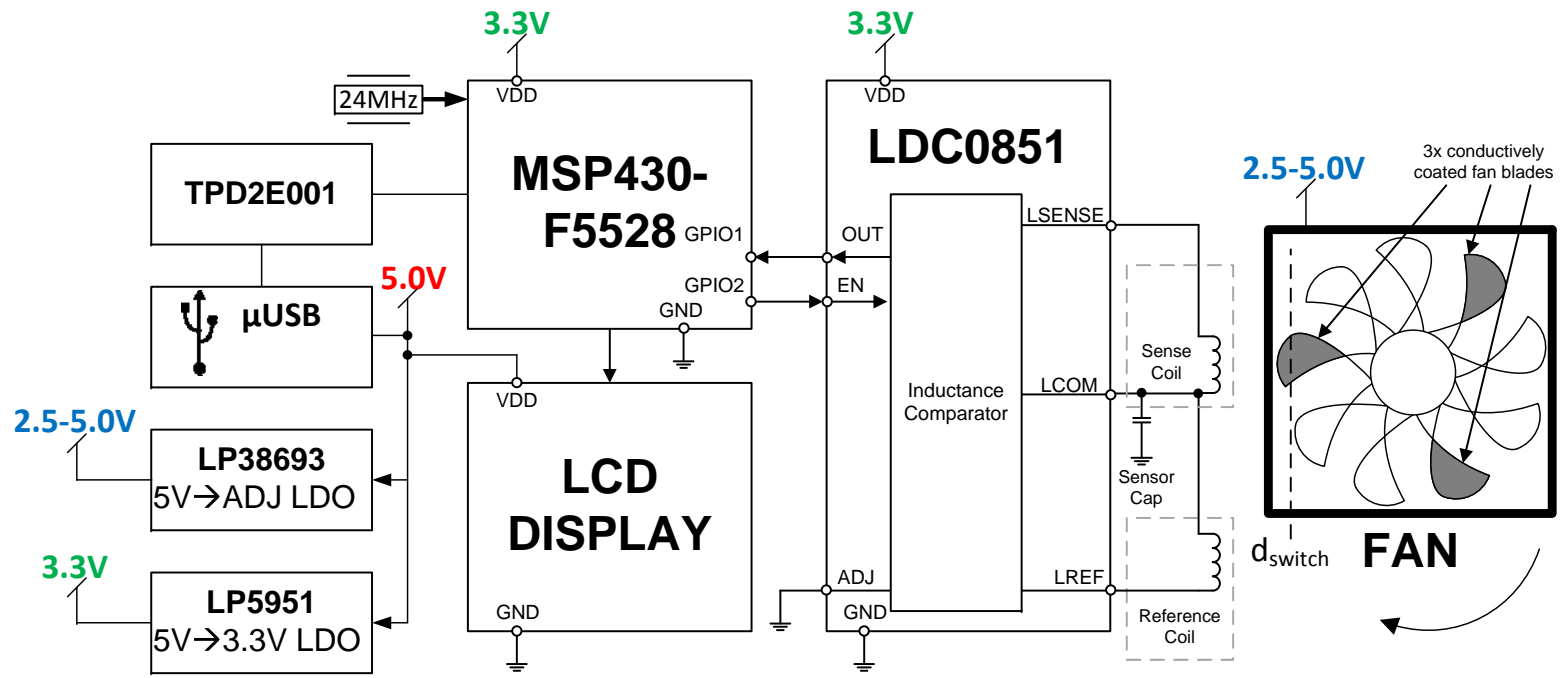 3.3V
24MHz
VDD
MSP430-
F5528
GPIO1
GPIO2
GND
TPD2E001
µUSB
5.0V
2.5-5.0V
LP38693
5V→ADJ LDO
3.3V
LP5951
5V→3.3V LDO
VDD
LCD
DISPLAY
GND
3.3V
VDD
LDC0851
OUT
EN
Inductance
Comparator
LSENSE
LCOM
LREF
ADJ
GND
Sense
Coil
Sensor
Cap
Reference
Coil
2.5-5.0V
3x conductively
coated fan blades
dswitch
FAN